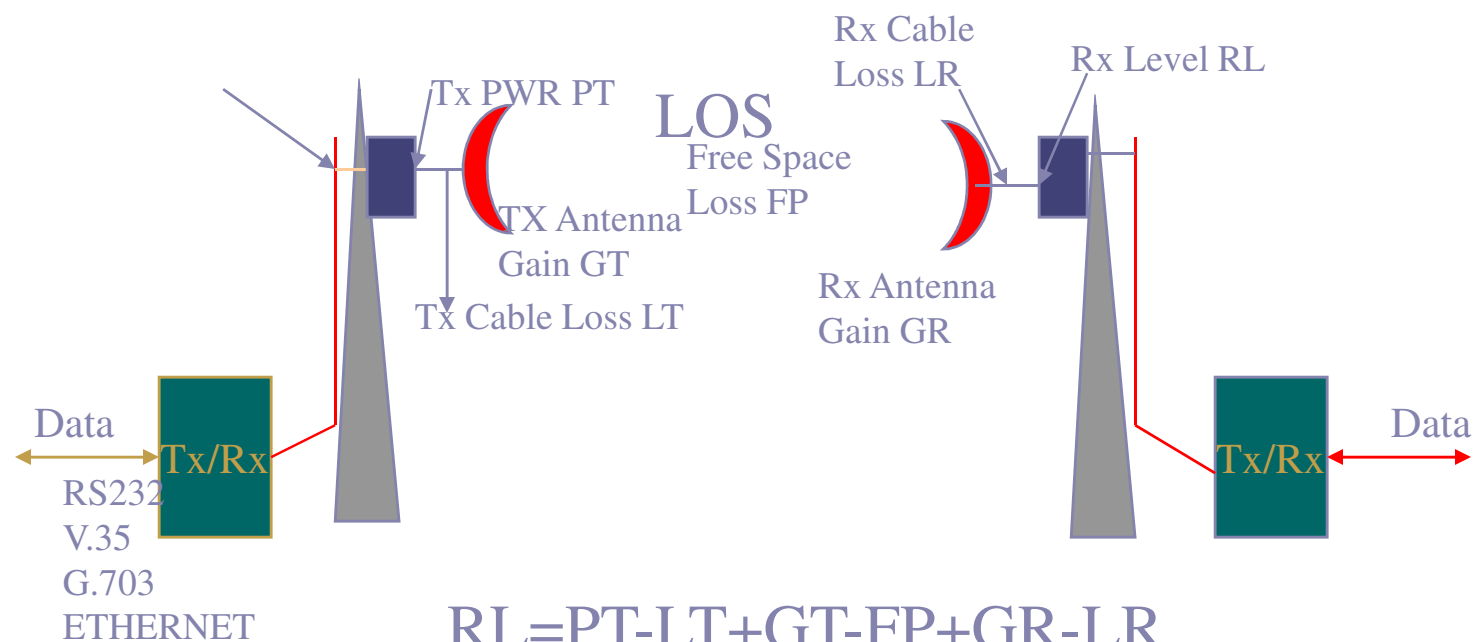 Rx Cable
Loss LR
Rx Level RL
Tx PWR PT
LOS
Free Space
Loss FP
TX Antenna
Gain GT
Tx Cable Loss LT
Rx Antenna
Gain GR
Data
Tx/Rx
RS232
V.35
G.703
ETHERNET
Data
Tx/Rx
RL=PT-LT+GT-FP+GR-LR